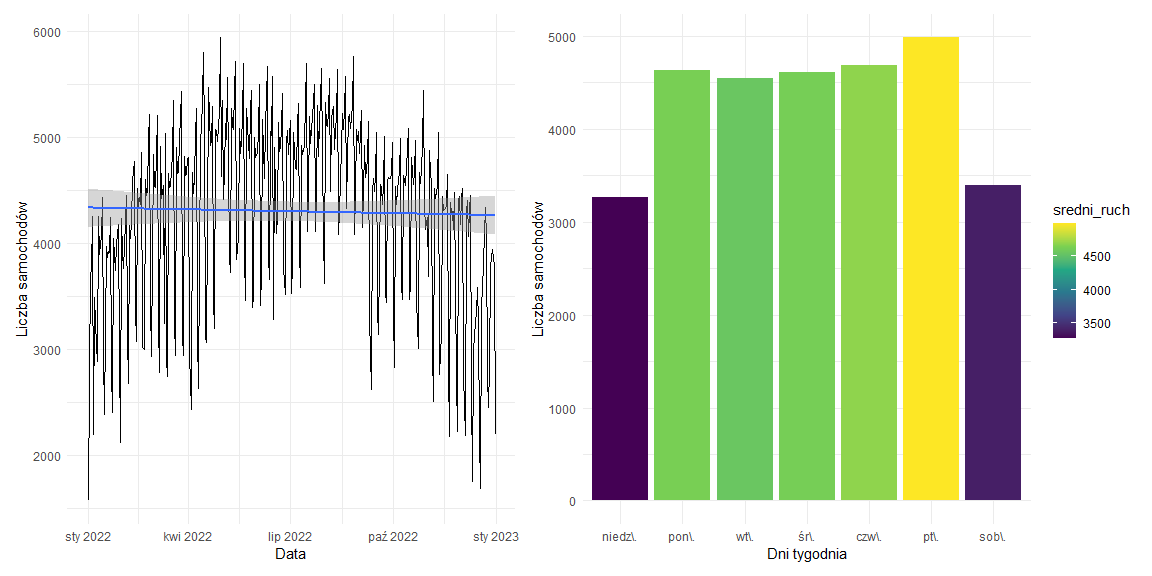 6000
5000
4000
3000
2000
Liczba samochodów
sty 2022
kwi 2022
lip 2022
paź 2022
sty 2023
Data
5000
4000
3000
2000
1000
0
Liczba samochodów
niedz\.
pon\.
wt\.
śr\.
czw\.
pt\.
sob\.
Dni tygodnia
sredni_ruch
4500
4000
3500